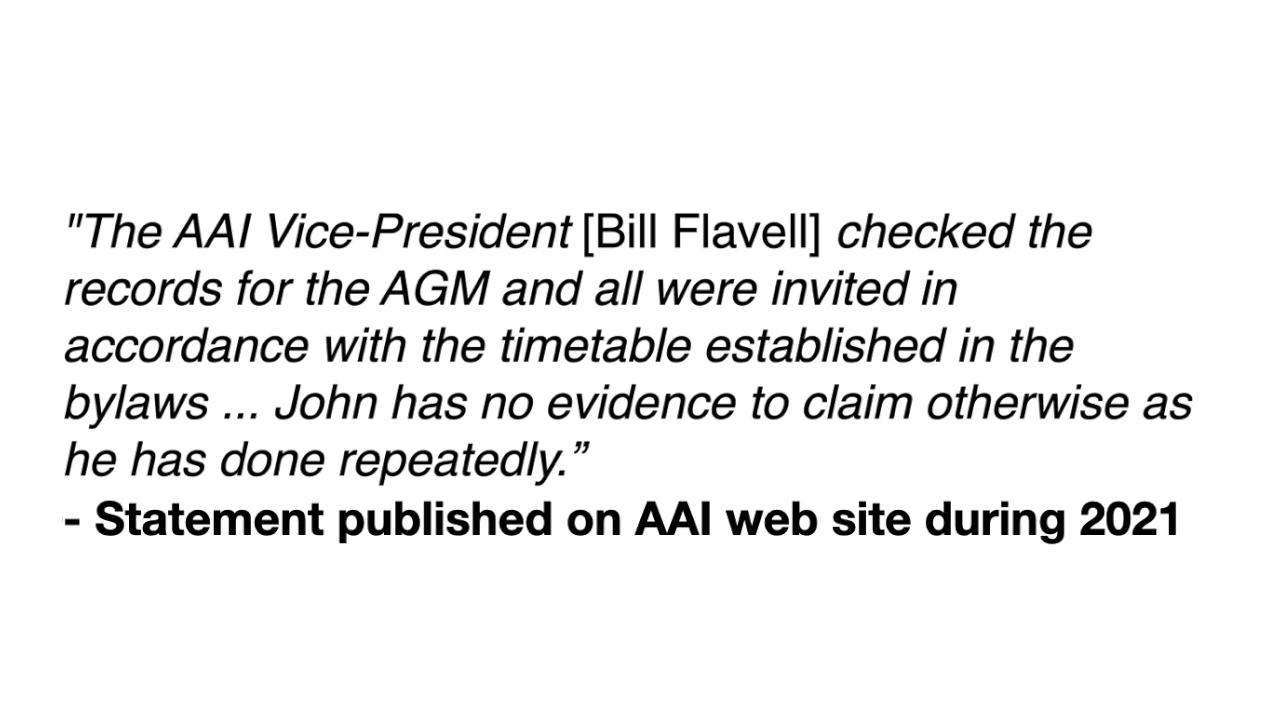 "The AAI Vice-President [Bill Flavell] checked the
records for the AGM and all were invited in
accordance with the timetable established in the
bylaws ... John has no evidence to claim otherwise as
he has done repeatedly.”
- Statement published on AAI web site during 2021